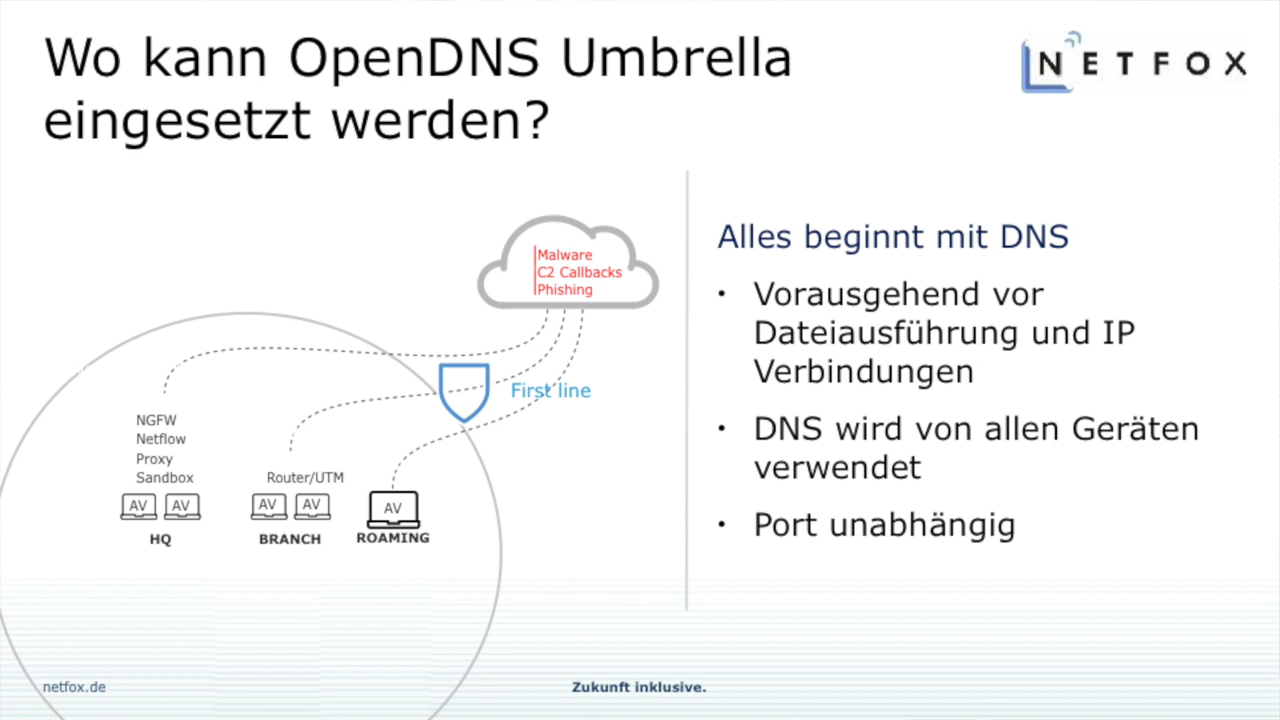 Wo kann OpenDNS Umbrella
eingesetzt werden?
NETFOX
Malware
C2 Callbacks
Phishing
First line
NGFW
Netflow
Proxy
Sandbox
Router/UTM
AV AV AV AV AV
HQ BRANCH ROAMING
Alles beginnt mit DNS
• Vorausgehend vor
Dateiausführung und IP
Verbindungen
• DNS wird von allen Geräten
verwendet
• Port unabhängig
netfox.de Zukunft inklusive.